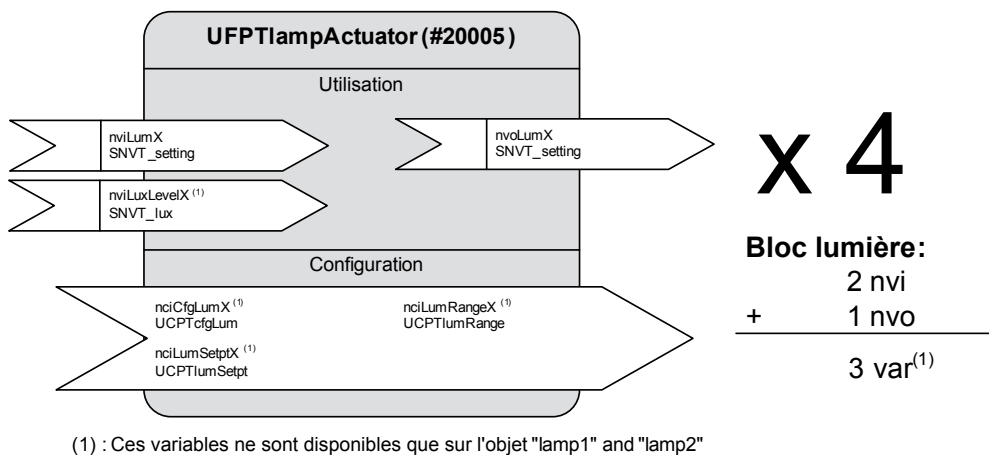 UFPTlampActuator (#20005)
Utilisation
nviLumX
SNVT_setting
nvoLumX
SNVT_setting
nviLuxLevelX (1)
SNVT_lux
x 4
Bloc lumière:
2 nvi
+ 1 nvo
3 var(1)
Configuration
nciCfgLumX (1)
UCPTcfgLum
nciLumRangeX (1)
UCPTlumRange
nciLumSetptX (1)
UCPTlumSetpt
(1) : Ces variables ne sont disponibles que sur l'objet "lamp1" and "lamp2"